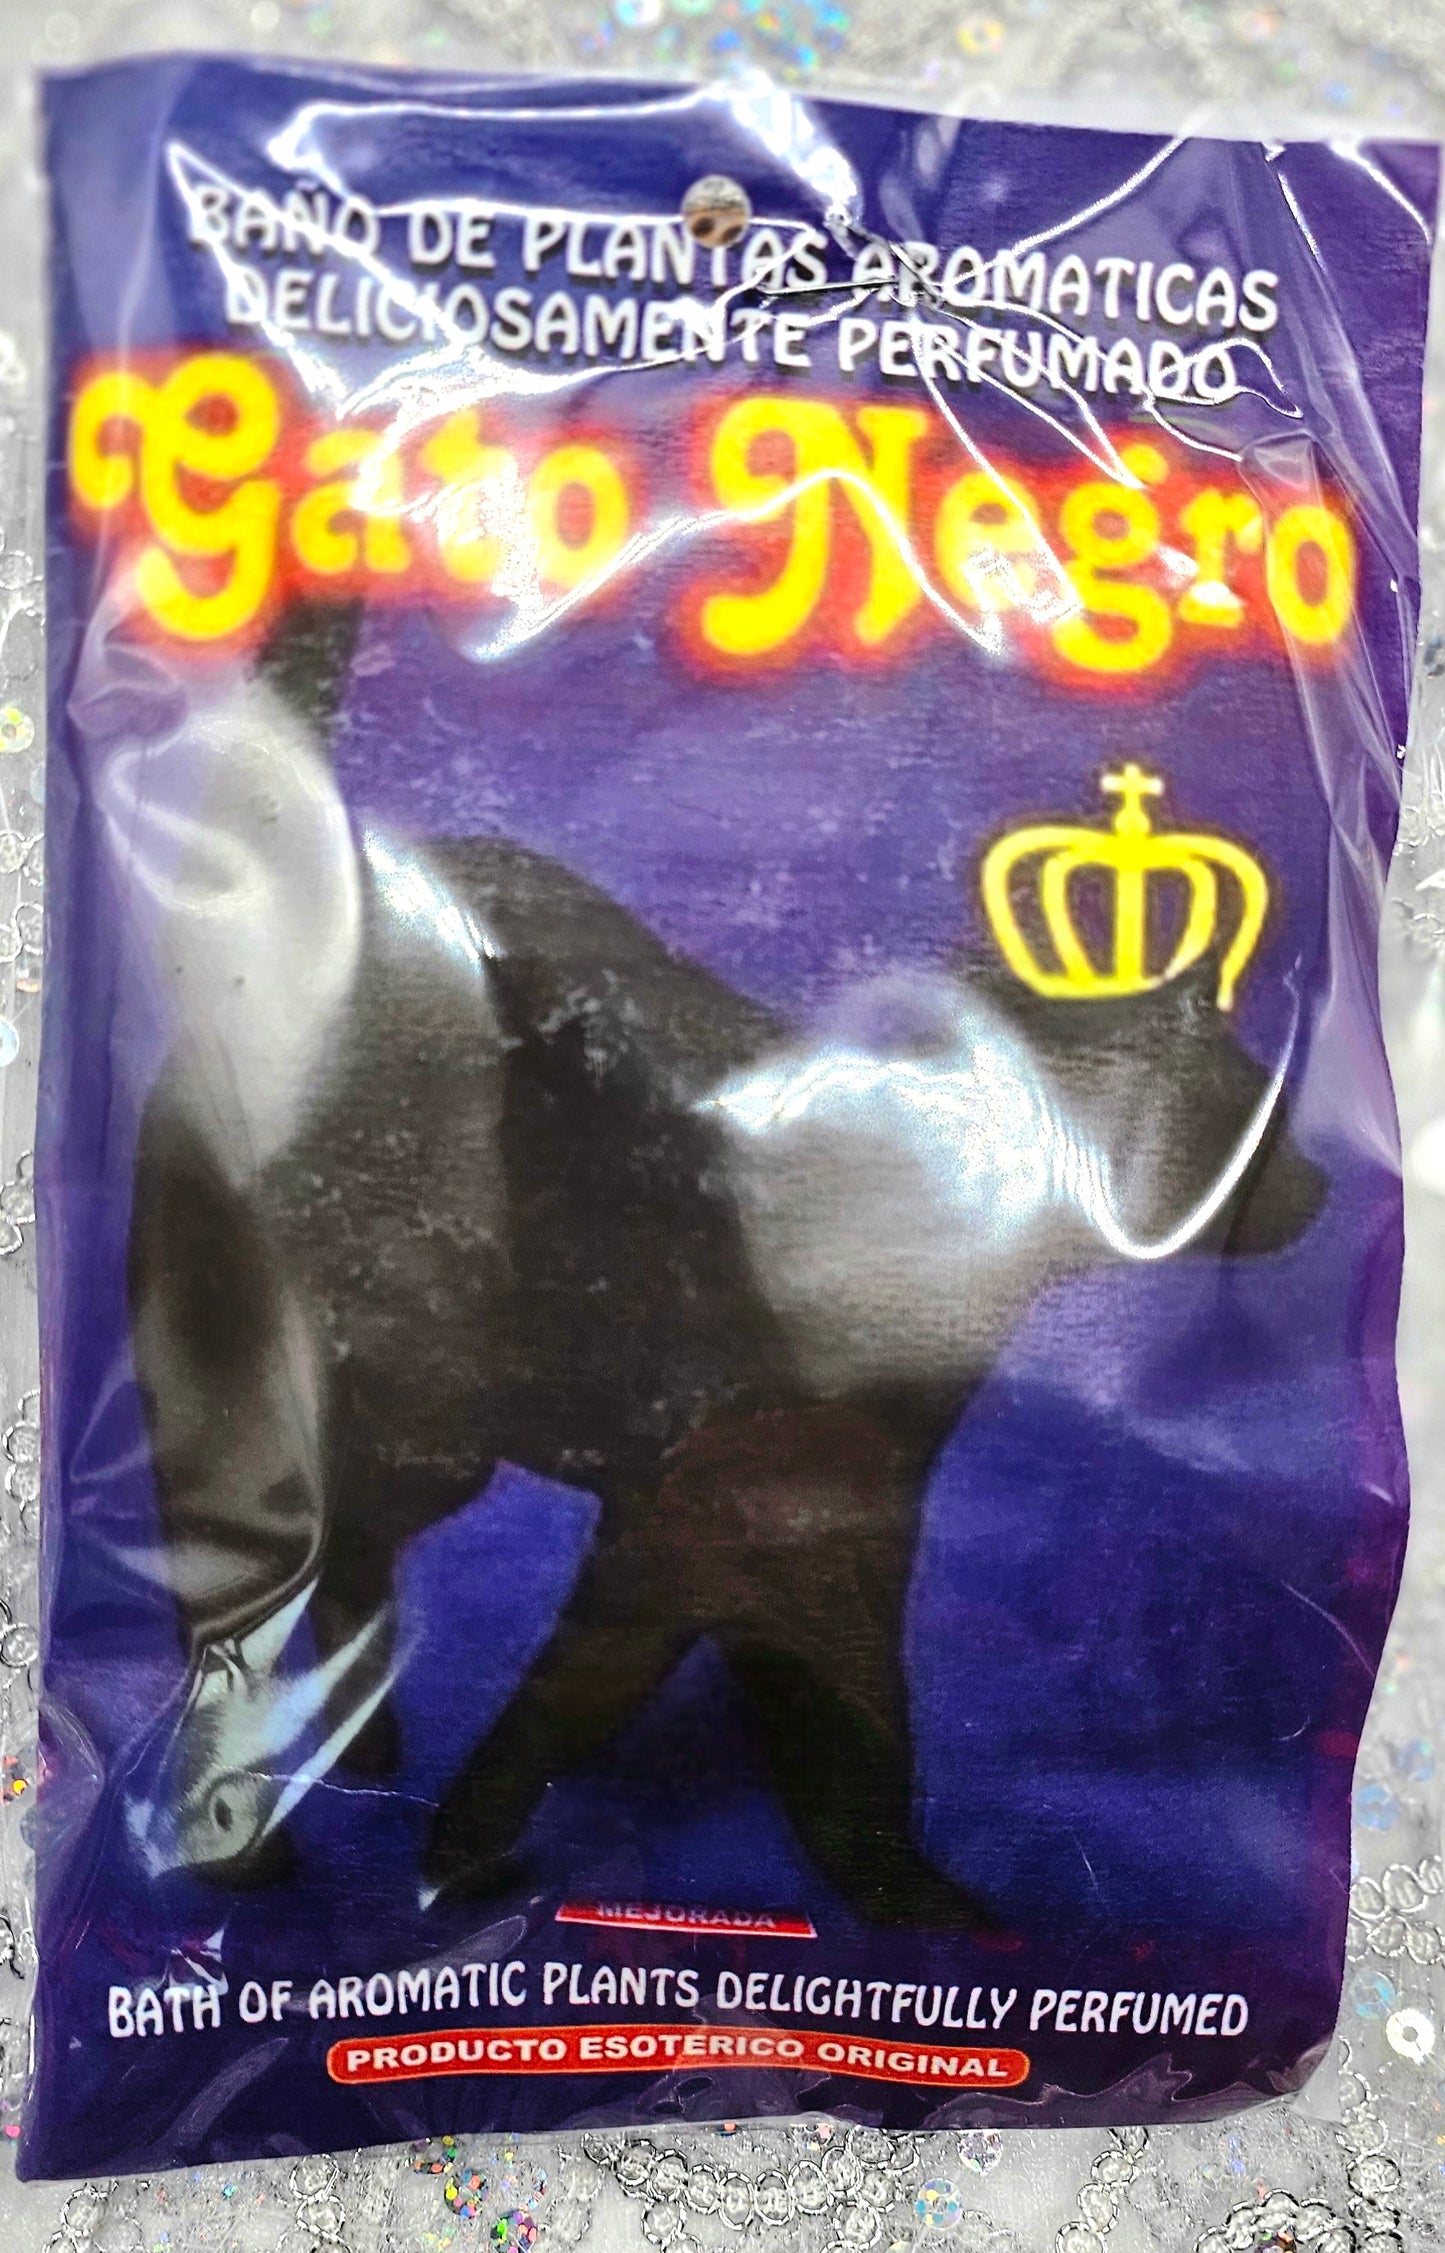 BAÑO DE PLANTAS AROMATICAS
DELICIOSAMENTE PERFUMADO
Gato Negro
MEJORADA
BATH OF AROMATIC PLANTS DELIGHTFULLY PERFUMED
PRODUCTO ESOTERICO ORIGINAL